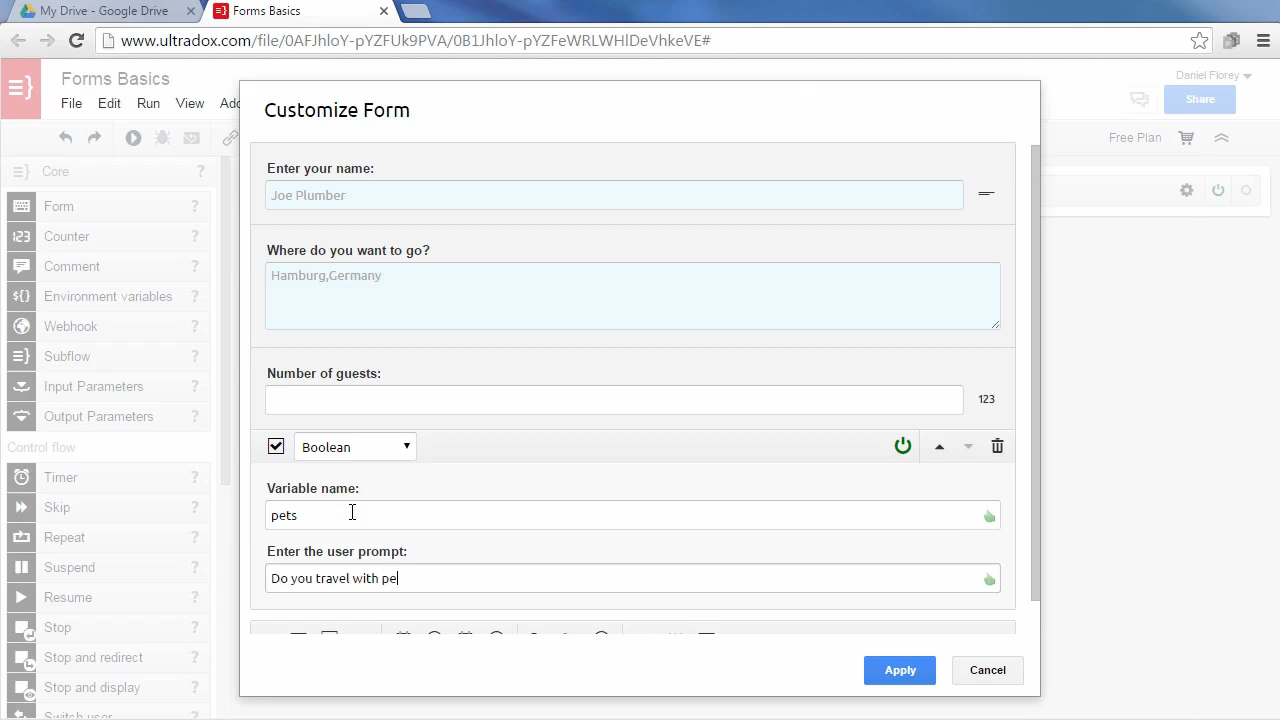 My Drive - Google Drive × Forms Basics ×
www.ultradox.com/file/0AFJhloY-pYZFUk9PVA/0B1JhloY-pYZFeWRLWHlDeVhkeVE#
Forms Basics
Daniel Florey
File Edit Run View Add
Share
Free Plan
Core ?
Form ?
123 Counter ?
Comment ?
${} Environment variables ?
Webhook ?
Subflow ?
Input Parameters ?
Output Parameters ?
Control flow
Timer ?
Skip ?
Repeat ?
Suspend ?
Resume ?
Stop ?
Stop and redirect ?
Stop and display ?
Switch user ?
Customize Form
Enter your name:
Joe Plumber
Where do you want to go?
Hamburg,Germany
Number of guests:
123
Boolean
Variable name:
pets
Enter the user prompt:
Do you travel with pe
Apply Cancel